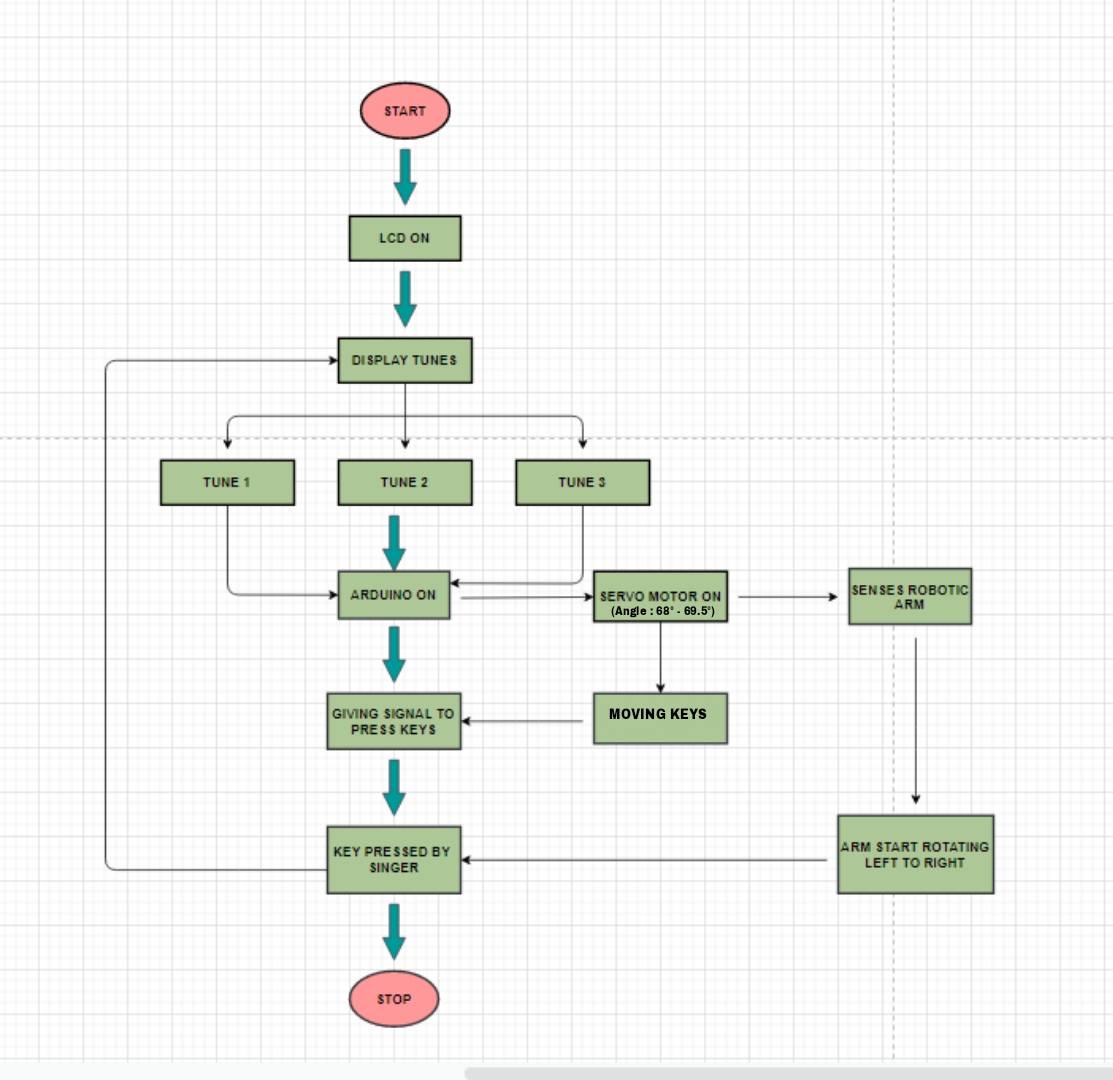 START
LCD ON
DISPLAY TUNES
TUNE 1
TUNE 2
TUNE 3
ARDUINO ON
SERVO MOTOR ON
(Angle : 68° - 69.5°)
SENSES ROBOTIC
ARM
GIVING SIGNAL TO
PRESS KEYS
MOVING KEYS
KEY PRESSED BY
SINGER
ARM START ROTATING
LEFT TO RIGHT
STOP